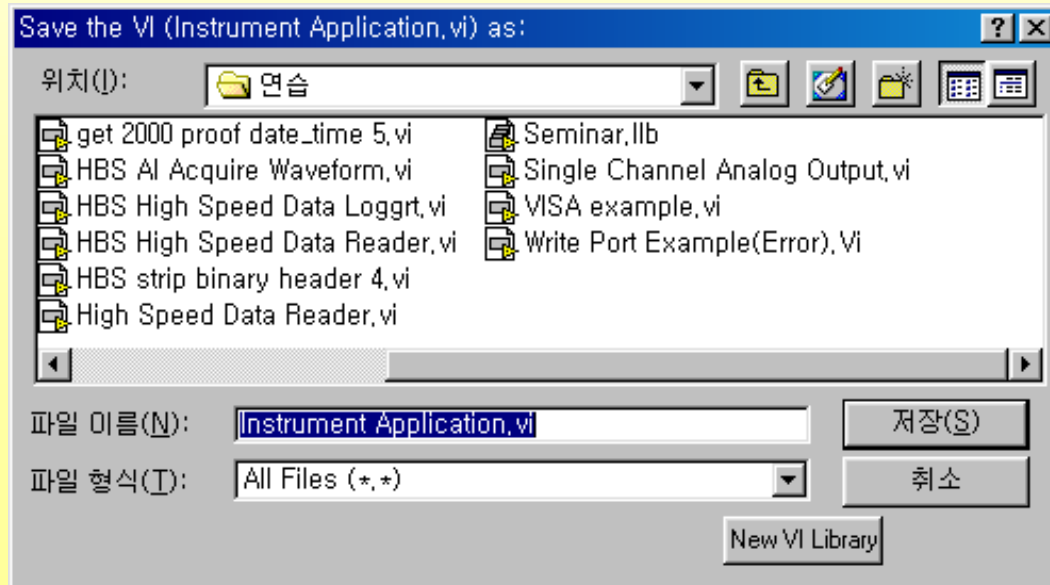 Save the VI (Instrument Application.vi) as:
위치(I):
연습
get 2000 proof date_time 5.vi
HBS AI Acquire Waveform.vi
HBS High Speed Data Loggrt.vi
HBS High Speed Data Reader.vi
HBS strip binary header 4.vi
High Speed Data Reader.vi
Seminar.llb
Single Channel Analog Output.vi
VISA example.vi
Write Port Example(Error).Vi
파일 이름(N):
Instrument Application.vi
저장(S)
파일 형식(T):
All Files (*.*)
취소
New VI Library